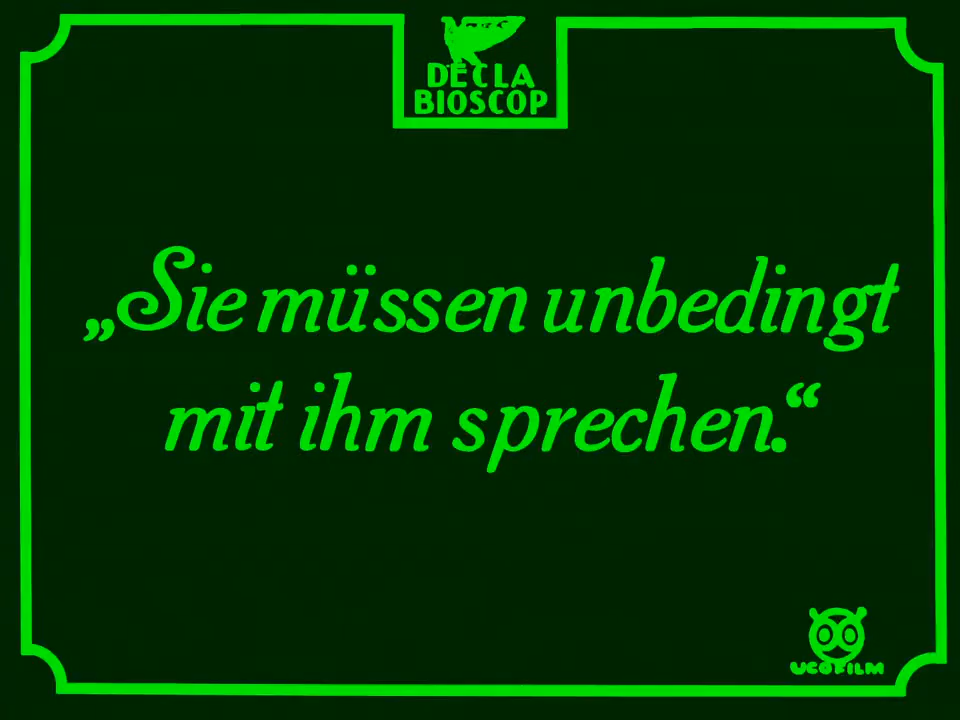 DECLA
BIOSCOP
„Sie müssen unbedingt
mit ihm sprechen.“
UCOFILM